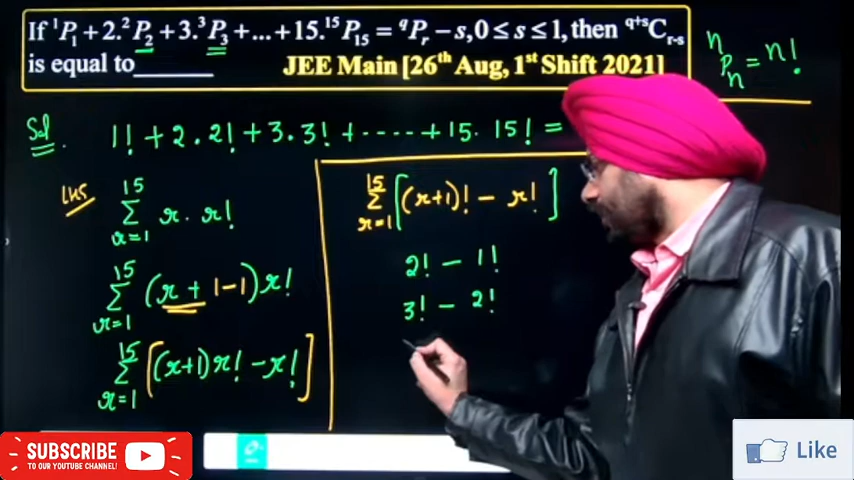 If ¹P₁ + 2.²P₂ + 3.³P₃ + ... + 15.¹⁵P₁₅ = ᑫPᵣ – s, 0 ≤ s ≤ 1, then ᑫ⁺ˢCᵣ₋ₛ
is equal to______ JEE Main [26ᵗʰ Aug, 1ˢᵗ Shift 2021]
ⁿPₙ = n!
Sol. 1! + 2.2! + 3.3! + ---- + 15. 15! =
LHS
15
Σ r. r!
r=1
15
Σ (r + 1-1) r!
r=1
15
Σ [(r+1) r! - r!]
r=1
15
Σ [(r+1)! - r!]
r=1
2! - 1!
3! - 2!
SUBSCRIBE
TO OUR YOUTUBE CHANNEL!
Like